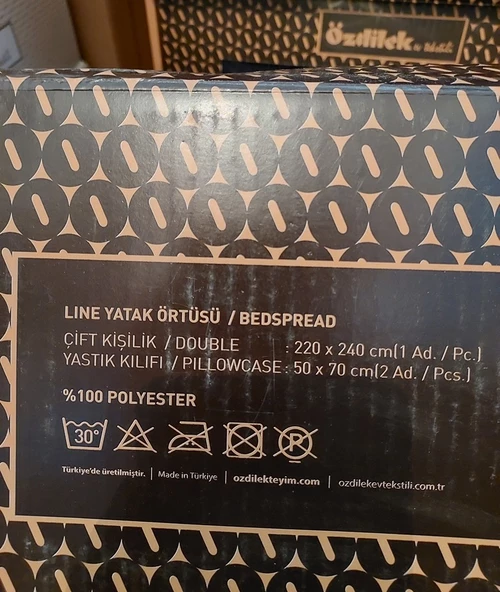 Özdilek
LINE YATAK ÖRTÜSÜ / BEDSPREAD
ÇİFT KİŞİLİK / DOUBLE : 220 x 240 cm(1 Ad. / Pc.)
YASTIK KILIFI / PILLOWCASE : 50 x 70 cm(2 Ad. / Pcs.)
%100 POLYESTER
30° P
Türkiye'de üretilmiştir. | Made in Türkiye | ozdilekteyim.com | ozdilekevtekstili.com.tr